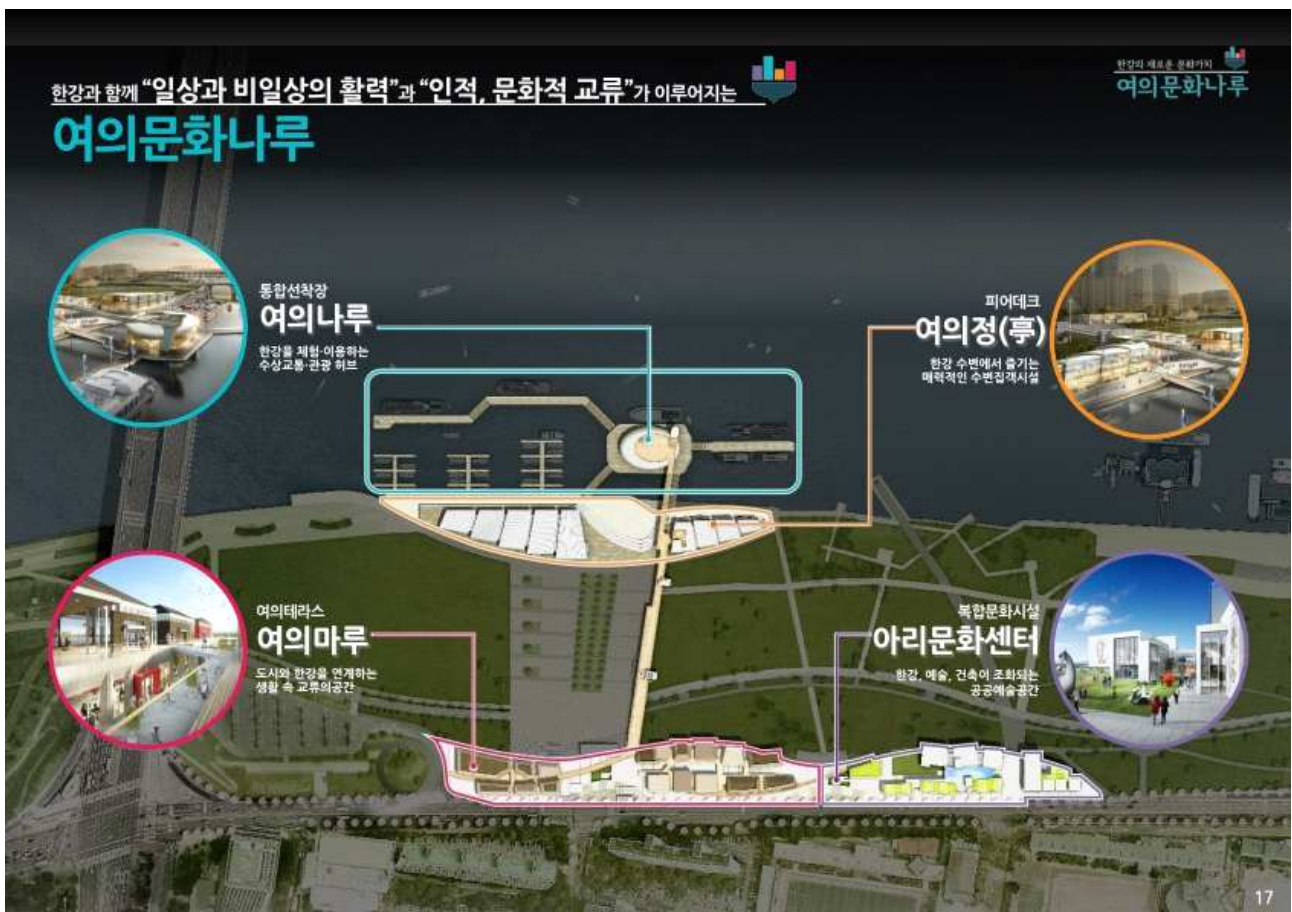 한강과 함께 “일상과 비일상의 활력”과 “인적, 문화적 교류”가 이루어지는
여의문화나루
한강의 새로운 문화가치
여의문화나루
통합선착장
여의나루
한강을 체험·이용하는
수상교통·관광 허브
피어데크
여의정(亭)
한강 수변에서 즐기는
매력적인 수변집객시설
여의테라스
여의마루
도시와 한강을 연계하는
생활 속 교류의공간
복합문화시설
아리문화센터
한강, 예술, 건축이 조화되는
공공예술공간
17